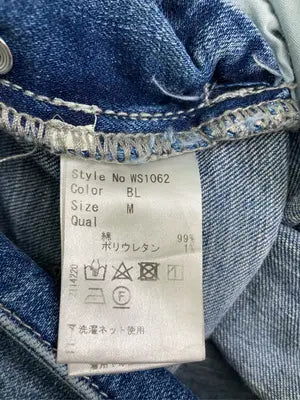 Style No WS1062
Color BL
Size M
Qual
綿 99%
ポリウレタン 1%
洗濯ネット使用